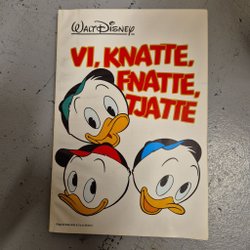 WALT DISNEY
VI, KNATTE,
FNATTE,
TJATTE